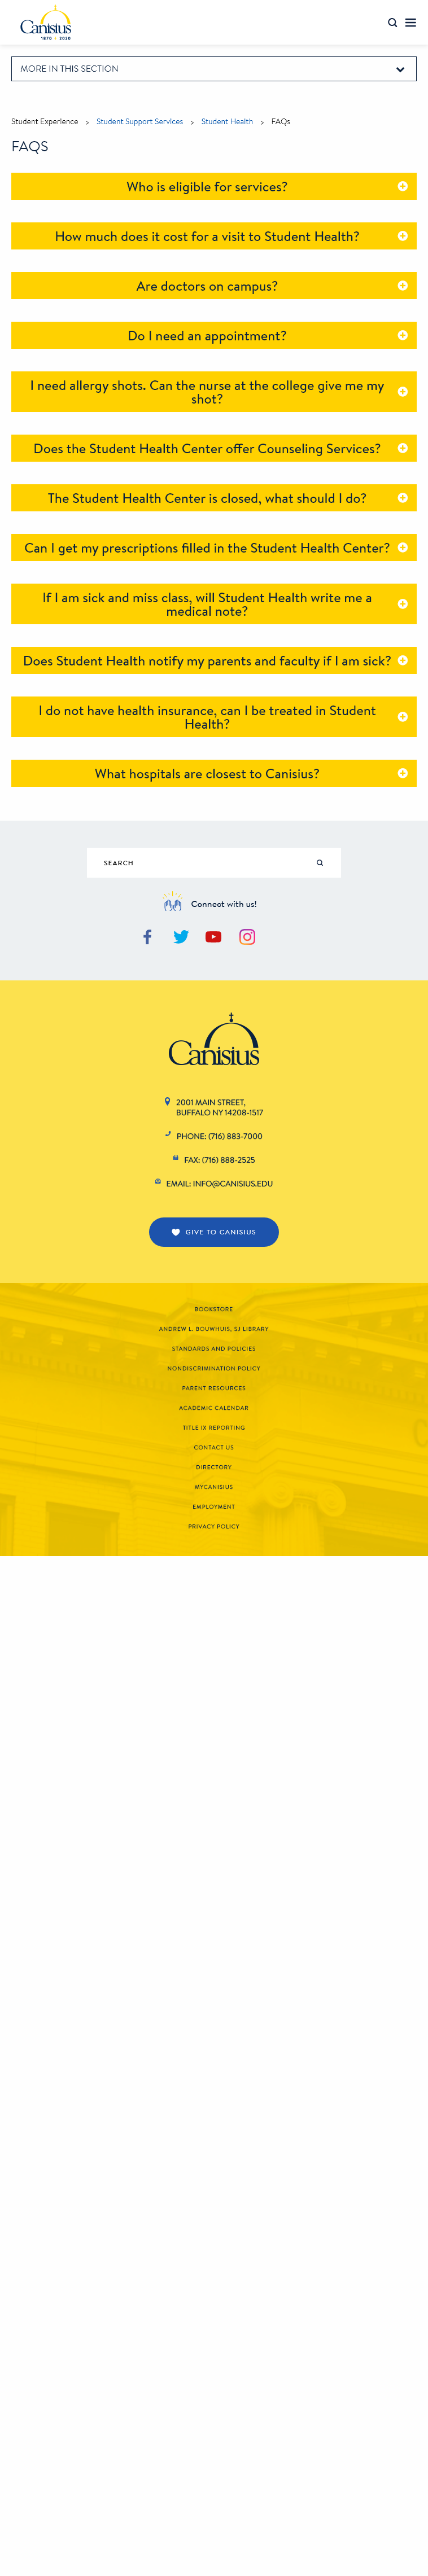 Canisius
1870 2020
MORE IN THIS SECTION
Student Experience > Student Support Services > Student Health > FAQs
FAQS
Who is eligible for services?
How much does it cost for a visit to Student Health?
Are doctors on campus?
Do I need an appointment?
I need allergy shots. Can the nurse at the college give me my
shot?
Does the Student Health Center offer Counseling Services?
The Student Health Center is closed, what should I do?
Can I get my prescriptions filled in the Student Health Center?
If I am sick and miss class, will Student Health write me a
medical note?
Does Student Health notify my parents and faculty if I am sick?
I do not have health insurance, can I be treated in Student
Health?
What hospitals are closest to Canisius?
SEARCH
Connect with us!
Canisius
2001 MAIN STREET,
BUFFALO NY 14208-1517
PHONE: (716) 883-7000
FAX: (716) 888-2525
EMAIL: INFO@CANISIUS.EDU
GIVE TO CANISIUS
BOOKSTORE
ANDREW L. BOUWHUIS, SJ LIBRARY
STANDARDS AND POLICIES
NONDISCRIMINATION POLICY
PARENT RESOURCES
ACADEMIC CALENDAR
TITLE IX REPORTING
CONTACT US
DIRECTORY
MYCANISIUS
EMPLOYMENT
PRIVACY POLICY